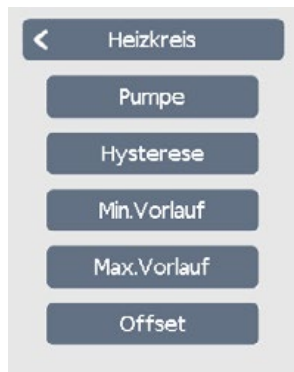 < Heizkreis
Pumpe
Hysterese
Min.Vorlauf
Max.Vorlauf
Offset